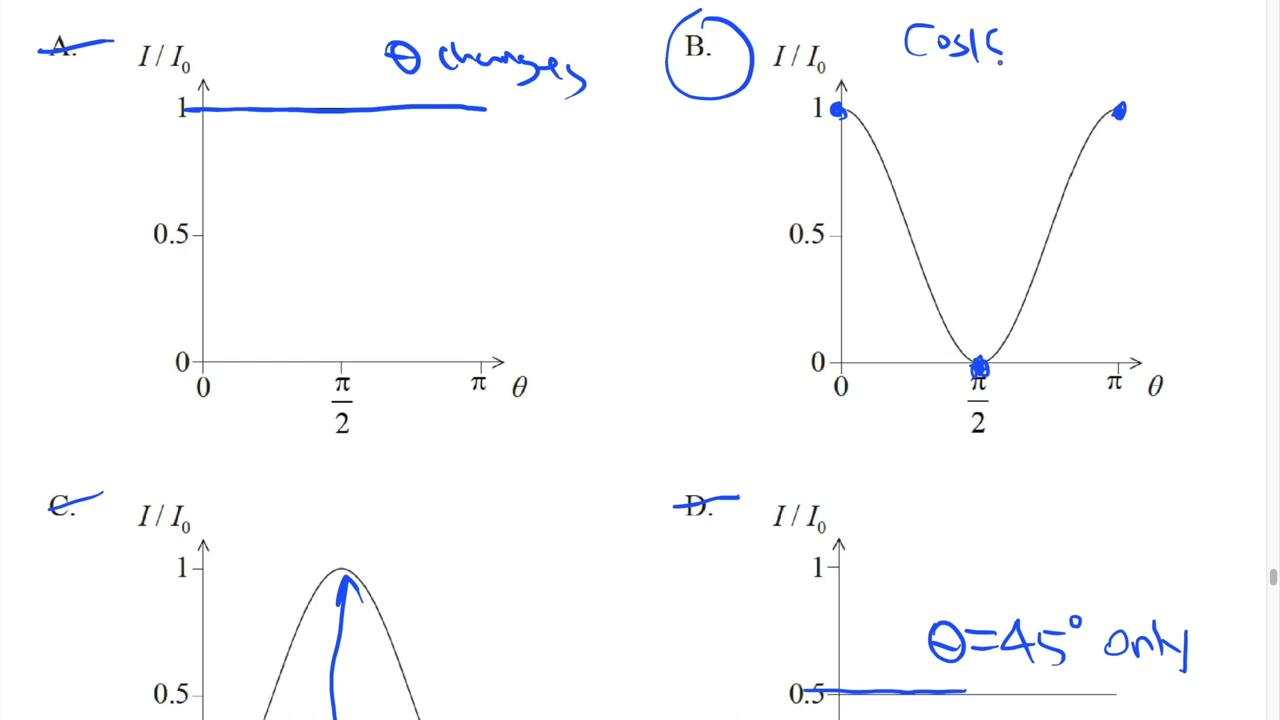 A.
I / I₀
θ changes
1
0.5
0
0
π/2
π
θ
B.
I / I₀
Cos(
1
0.5
0
0
π/2
π
θ
C.
I / I₀
1
0.5
D.
I / I₀
1
θ=45° only
0.5